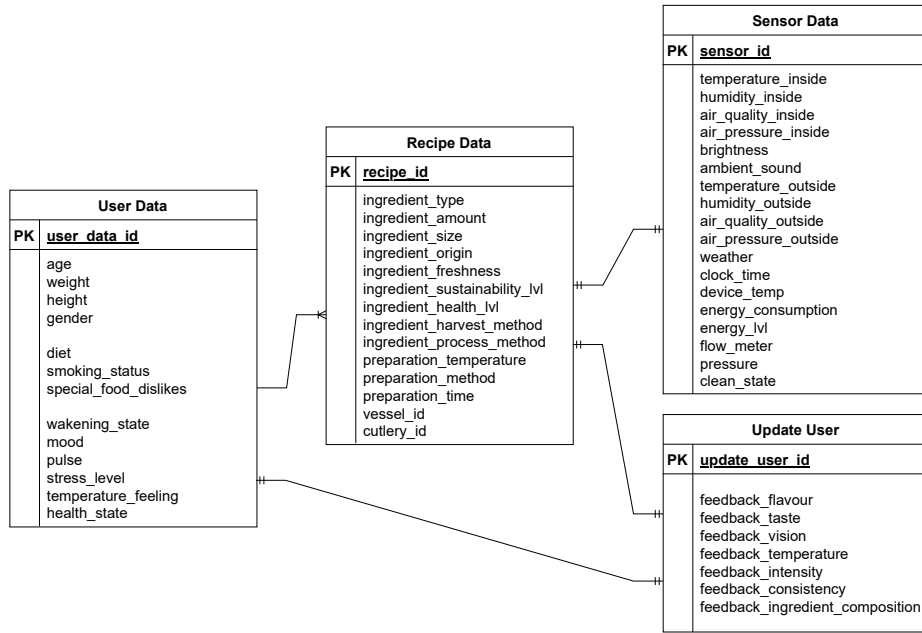 User Data
PK user_data_id
age
weight
height
gender
diet
smoking_status
special_food_dislikes
wakening_state
mood
pulse
stress_level
temperature_feeling
health_state
Recipe Data
PK recipe_id
ingredient_type
ingredient_amount
ingredient_size
ingredient_origin
ingredient_freshness
ingredient_sustainability_lvl
ingredient_health_lvl
ingredient_harvest_method
ingredient_process_method
preparation_temperature
preparation_method
preparation_time
vessel_id
cutlery_id
Sensor Data
PK sensor_id
temperature_inside
humidity_inside
air_quality_inside
air_pressure_inside
brightness
ambient_sound
temperature_outside
humidity_outside
air_quality_outside
air_pressure_outside
weather
clock_time
device_temp
energy_consumption
energy_lvl
flow_meter
pressure
clean_state
Update User
PK update_user_id
feedback_flavour
feedback_taste
feedback_vision
feedback_temperature
feedback_intensity
feedback_consistency
feedback_ingredient_composition